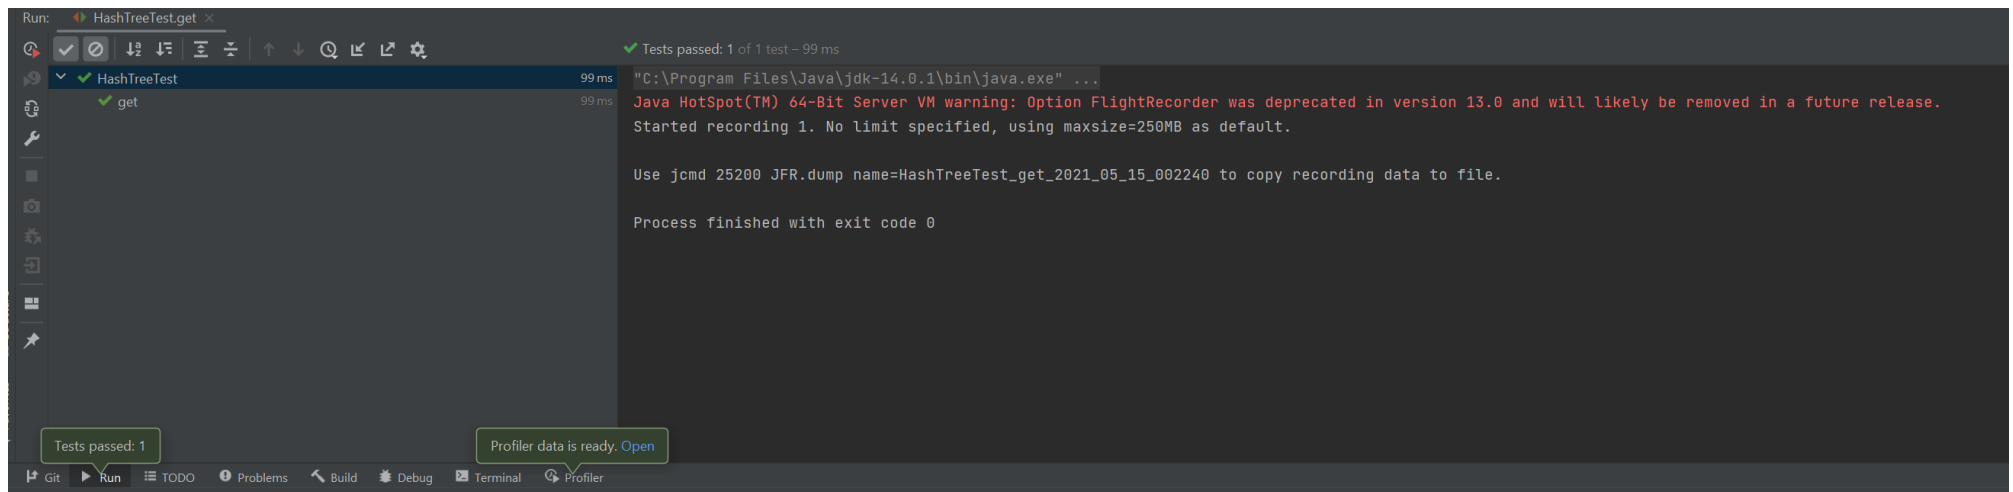 Run: HashTreeTest.get
Tests passed: 1 of 1 test – 99 ms
HashTreeTest 99 ms
get 99 ms
"C:\Program Files\Java\jdk-14.0.1\bin\java.exe" ...
Java HotSpot(TM) 64-Bit Server VM warning: Option FlightRecorder was deprecated in version 13.0 and will likely be removed in a future release.
Started recording 1. No limit specified, using maxsize=250MB as default.
Use jcmd 25200 JFR.dump name=HashTreeTest_get_2021_05_15_002240 to copy recording data to file.
Process finished with exit code 0
Tests passed: 1
Profiler data is ready. Open
Git Run TODO Problems Build Debug Terminal Profiler